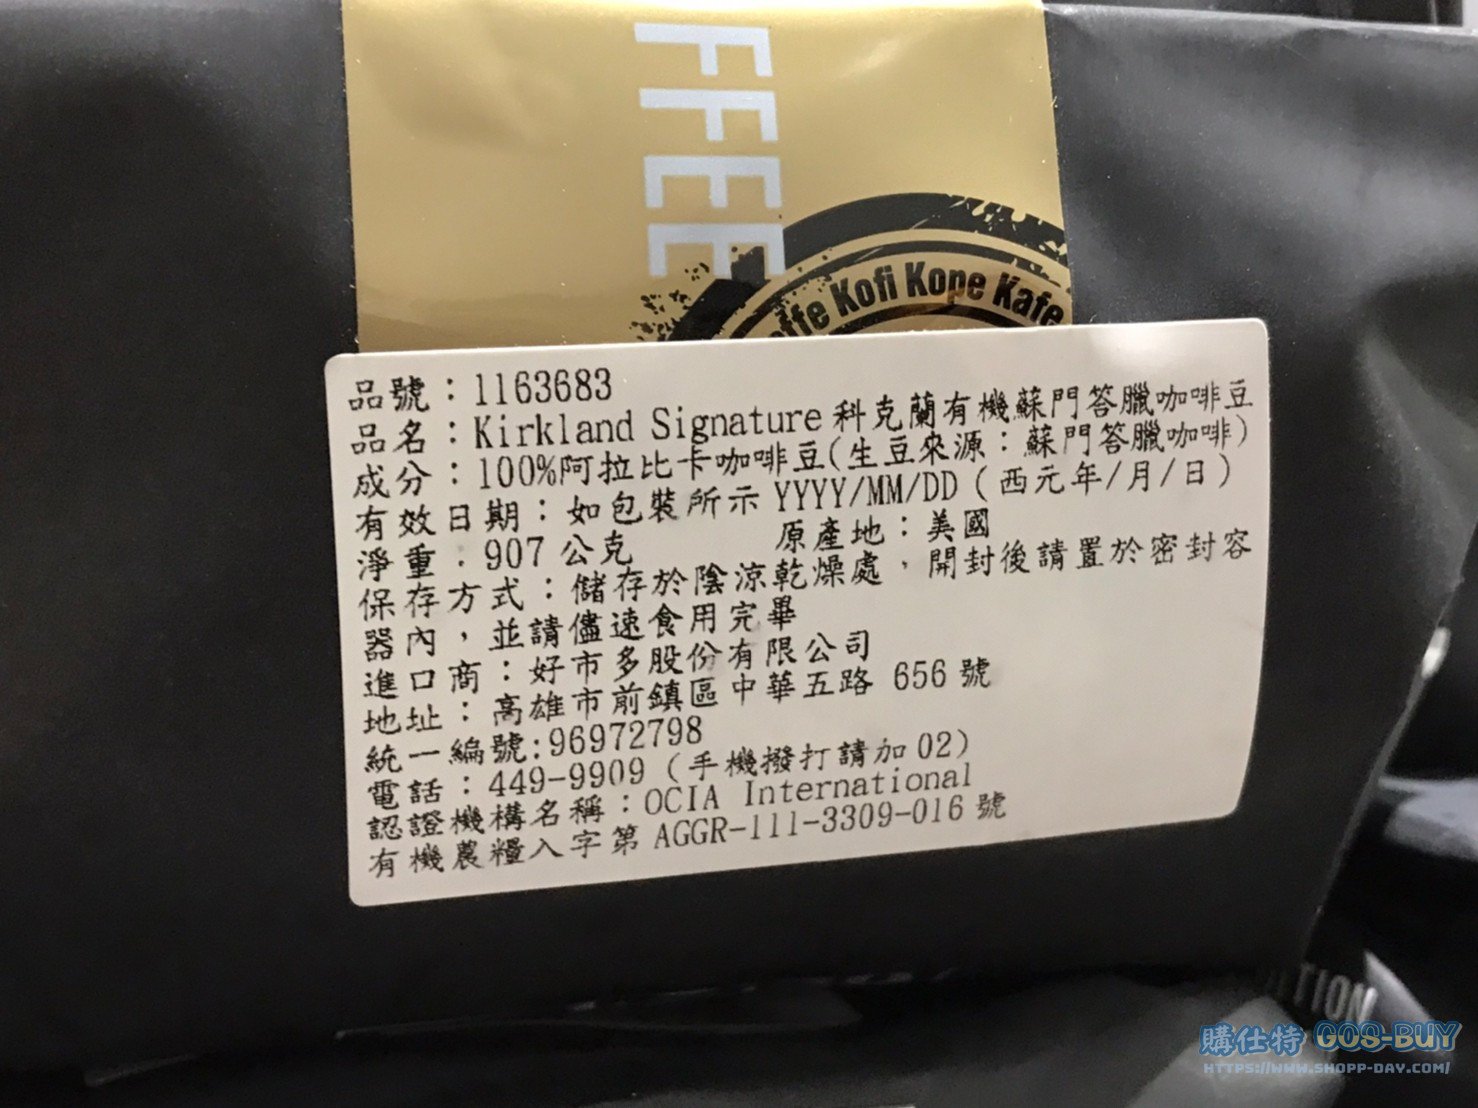 FFEE
ffe Kofi Kope Kafe
品號：1163683
品名：Kirkland Signature 科克蘭有機蘇門答臘咖啡豆
成分：100%阿拉比卡咖啡豆(生豆來源：蘇門答臘咖啡)
有效日期：如包裝所示 YYYY/MM/DD（西元年/月/日）
淨重：907 公克 原產地：美國
保存方式：儲存於陰涼乾燥處，開封後請置於密封容
器內，並請儘速食用完畢
進口商：好市多股份有限公司
地址：高雄市前鎮區中華五路 656 號
統一編號:96972798
電話：449-9909（手機撥打請加 02）
認證機構名稱：OCIA International
有機農糧入字第 AGGR-111-3309-016 號
ITION
購仕特 GOS-BUY
HTTPS://WWW.SHOPP-DAY.COM/